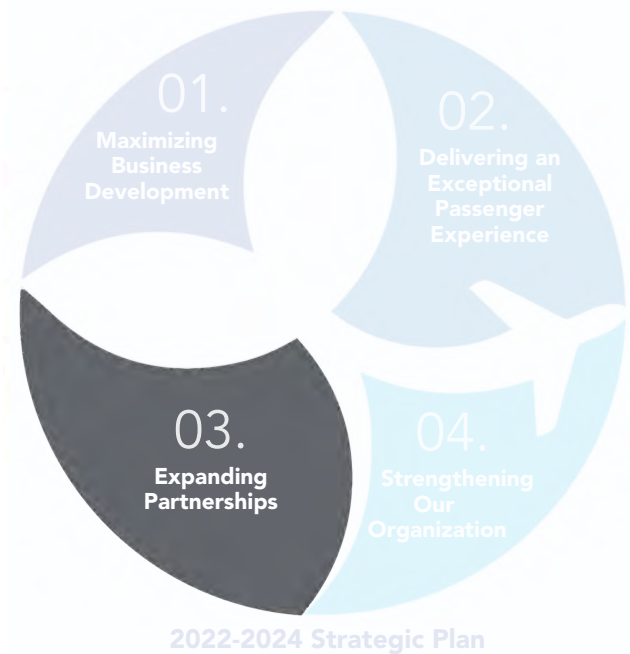 01.
Maximizing
Business
Development
02.
Delivering an
Exceptional
Passenger
Experience
03.
Expanding
Partnerships
04.
Strengthening
Our
Organization
2022-2024 Strategic Plan